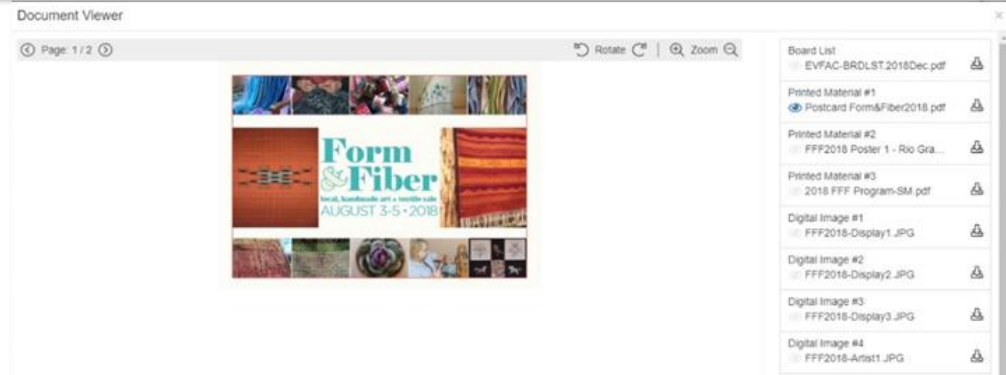 Document Viewer
Page: 1 / 2
Rotate
Zoom
Form
&Fiber
local, handmade art & textile sale
AUGUST 3-5 • 2018
Board List
EVFAC-BRDLST.2018Dec.pdf
Printed Material #1
Postcard Form&Fiber2018.pdf
Printed Material #2
FFF2018 Poster 1 - Rio Gra...
Printed Material #3
2018 FFF Program-SM.pdf
Digital Image #1
FFF2018-Display1.JPG
Digital Image #2
FFF2018-Display2.JPG
Digital Image #3
FFF2018-Display3.JPG
Digital Image #4
FFF2018-Artist1.JPG